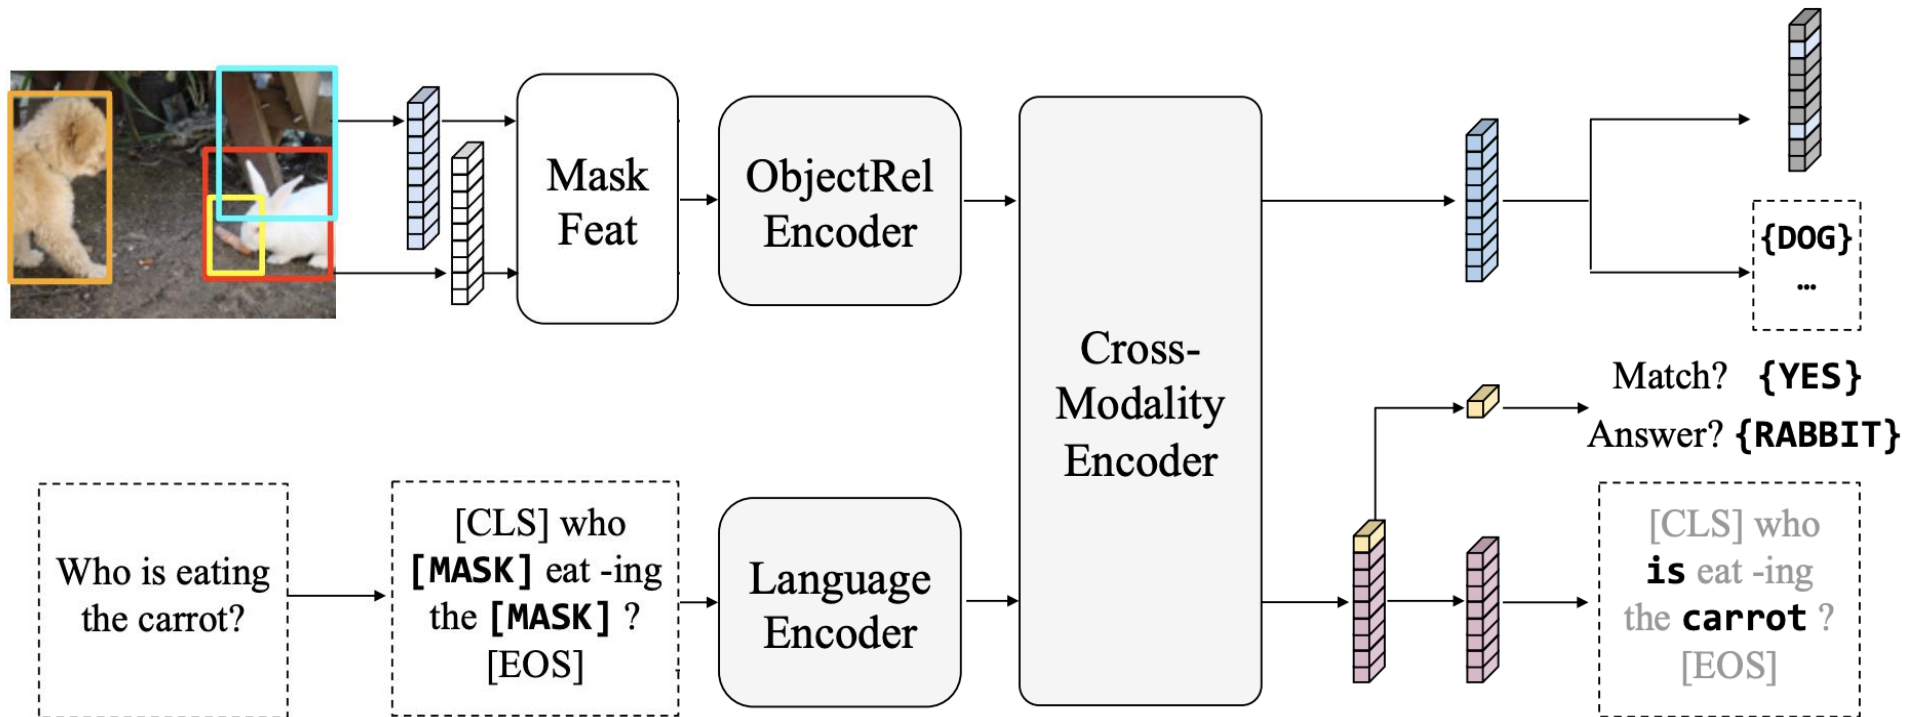 Mask
Feat
ObjectRel
Encoder
Cross-
Modality
Encoder
{DOG}
...
Match? {YES}
Answer? {RABBIT}
Who is eating
the carrot?
[CLS] who
[MASK] eat -ing
the [MASK] ?
[EOS]
Language
Encoder
[CLS] who
is eat -ing
the carrot ?
[EOS]